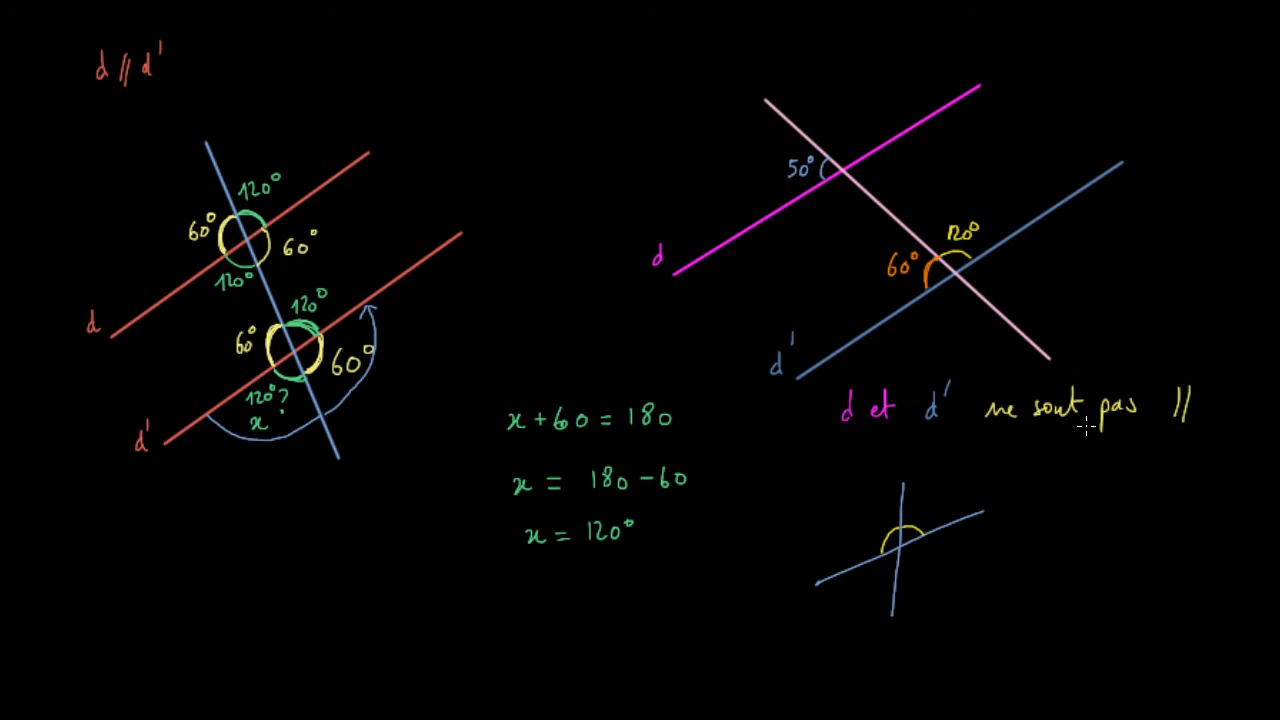 d // d'
120°
60°
60°
120°
d
120°
60°
60°
120°?
x
d'
x + 60 = 180
x = 180 - 60
x = 120°
50°
d
120°
60°
d'
d et d' ne sont pas //